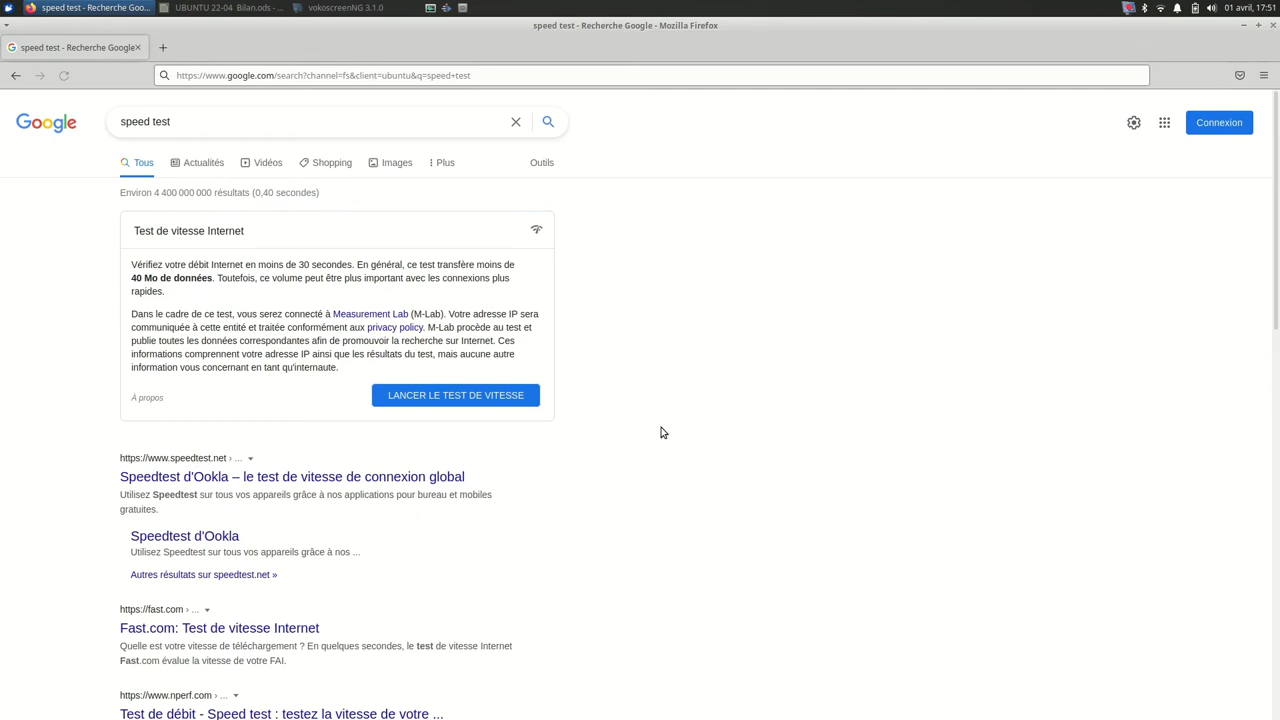 speed test - Recherche Google - ...
UBUNTU 22-04  Bilan.ods - ...
vokoscreenNG 3.1.0
01 avril, 17:51
speed test - Recherche Google - Mozilla Firefox
speed test - Recherche Google
https://www.google.com/search?channel=fs&client=ubuntu&q=speed+test
Google
speed test
Connexion
Tous
Actualités
Vidéos
Shopping
Images
Plus
Outils
Environ 4 400 000 000 résultats (0,40 secondes)
Test de vitesse Internet
Vérifiez votre débit Internet en moins de 30 secondes. En général, ce test transfère moins de
40 Mo de données. Toutefois, ce volume peut être plus important avec les connexions plus
rapides.
Dans le cadre de ce test, vous serez connecté à Measurement Lab (M-Lab). Votre adresse IP sera
communiquée à cette entité et traitée conformément aux privacy policy. M-Lab procède au test et
publie toutes les données correspondantes afin de promouvoir la recherche sur Internet. Ces
informations comprennent votre adresse IP ainsi que les résultats du test, mais aucune autre
information vous concernant en tant qu'internaute.
À propos
LANCER LE TEST DE VITESSE
https://www.speedtest.net › ...
Speedtest d'Ookla – le test de vitesse de connexion global
Utilisez Speedtest sur tous vos appareils grâce à nos applications pour bureau et mobiles
gratuites.
Speedtest d'Ookla
Utilisez Speedtest sur tous vos appareils grâce à nos ...
Autres résultats sur speedtest.net »
https://fast.com › ...
Fast.com: Test de vitesse Internet
Quelle est votre vitesse de téléchargement ? En quelques secondes, le test de vitesse Internet
Fast.com évalue la vitesse de votre FAI.
https://www.nperf.com › ...
Test de débit - Speed test : testez la vitesse de votre ...